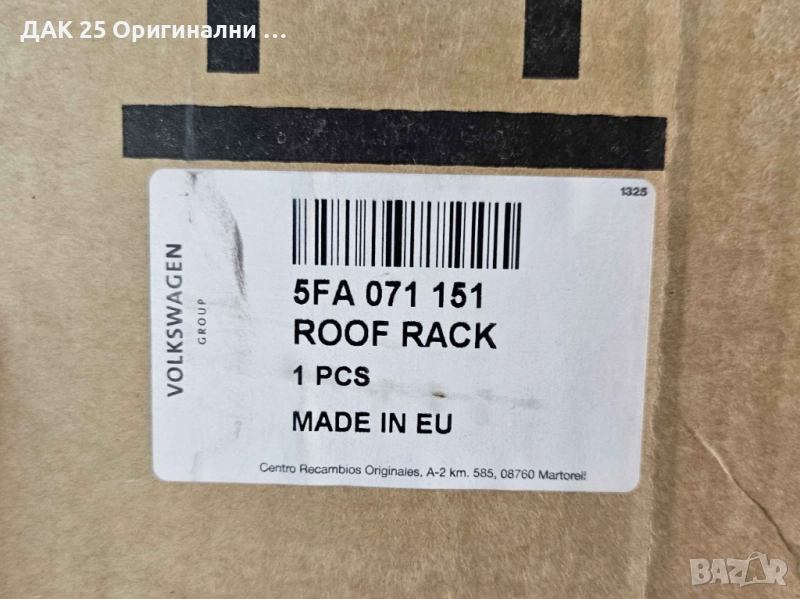 ДАК 25 Оригинални ...
1325
VOLKSWAGEN
GROUP
5FA 071 151
ROOF RACK
1 PCS
MADE IN EU
Centro Recambios Originales, A-2 km. 585, 08760 Martorell
BAZAR